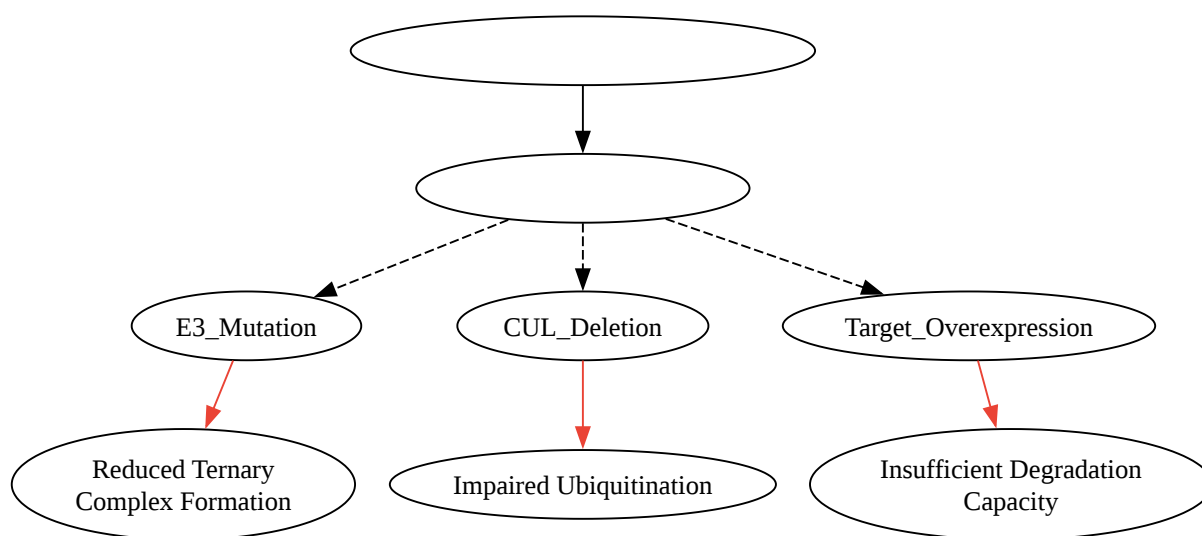 E3_Mutation
CUL_Deletion
Target_Overexpression
Reduced Ternary
Complex Formation
Impaired Ubiquitination
Insufficient Degradation
Capacity